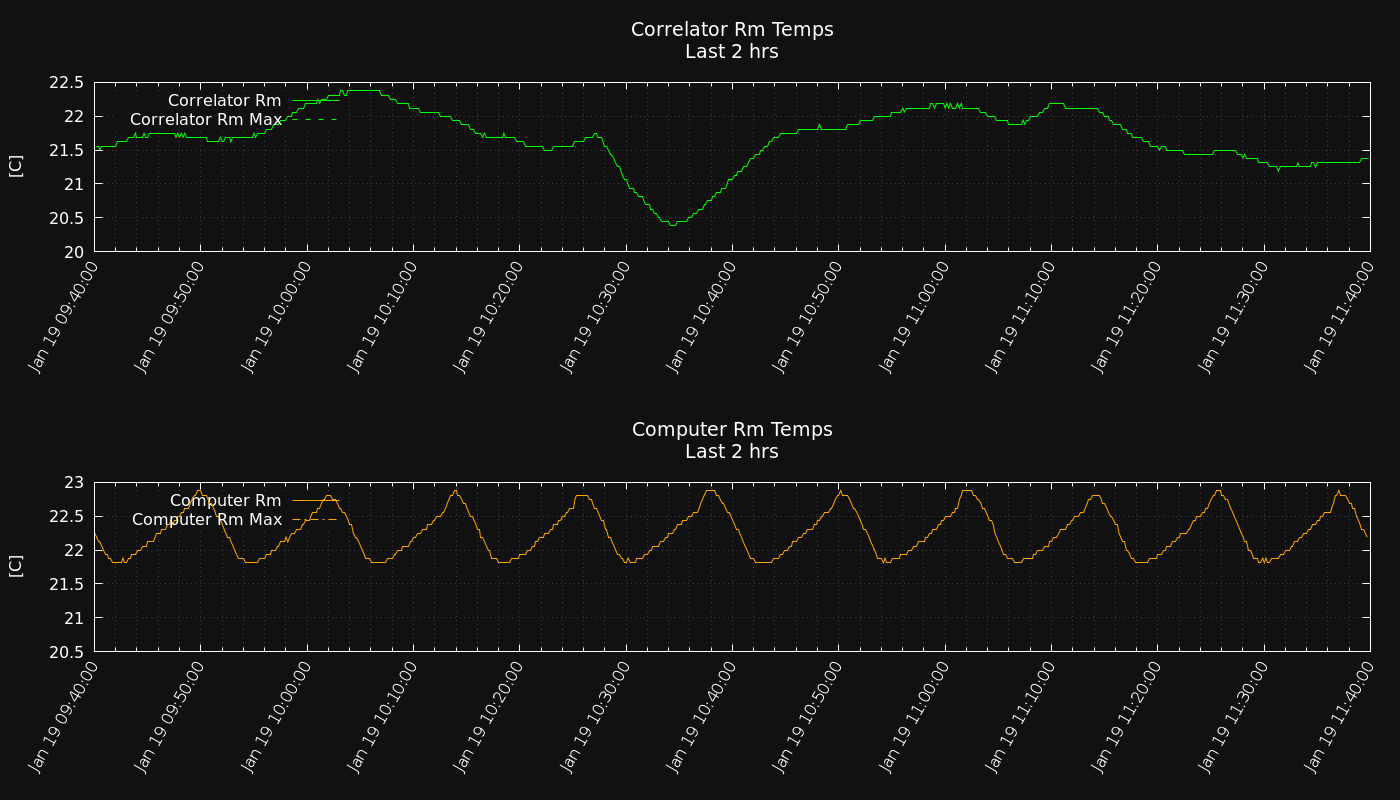 Correlator Rm Temps
Last 2 hrs
[C]
22.5
22
21.5
21
20.5
20
Correlator Rm
Correlator Rm Max
Jan 19 09:40:00
Jan 19 09:50:00
Jan 19 10:00:00
Jan 19 10:10:00
Jan 19 10:20:00
Jan 19 10:30:00
Jan 19 10:40:00
Jan 19 10:50:00
Jan 19 11:00:00
Jan 19 11:10:00
Jan 19 11:20:00
Jan 19 11:30:00
Jan 19 11:40:00
Computer Rm Temps
Last 2 hrs
[C]
23
22.5
22
21.5
21
20.5
Computer Rm
Computer Rm Max
Jan 19 09:40:00
Jan 19 09:50:00
Jan 19 10:00:00
Jan 19 10:10:00
Jan 19 10:20:00
Jan 19 10:30:00
Jan 19 10:40:00
Jan 19 10:50:00
Jan 19 11:00:00
Jan 19 11:10:00
Jan 19 11:20:00
Jan 19 11:30:00
Jan 19 11:40:00